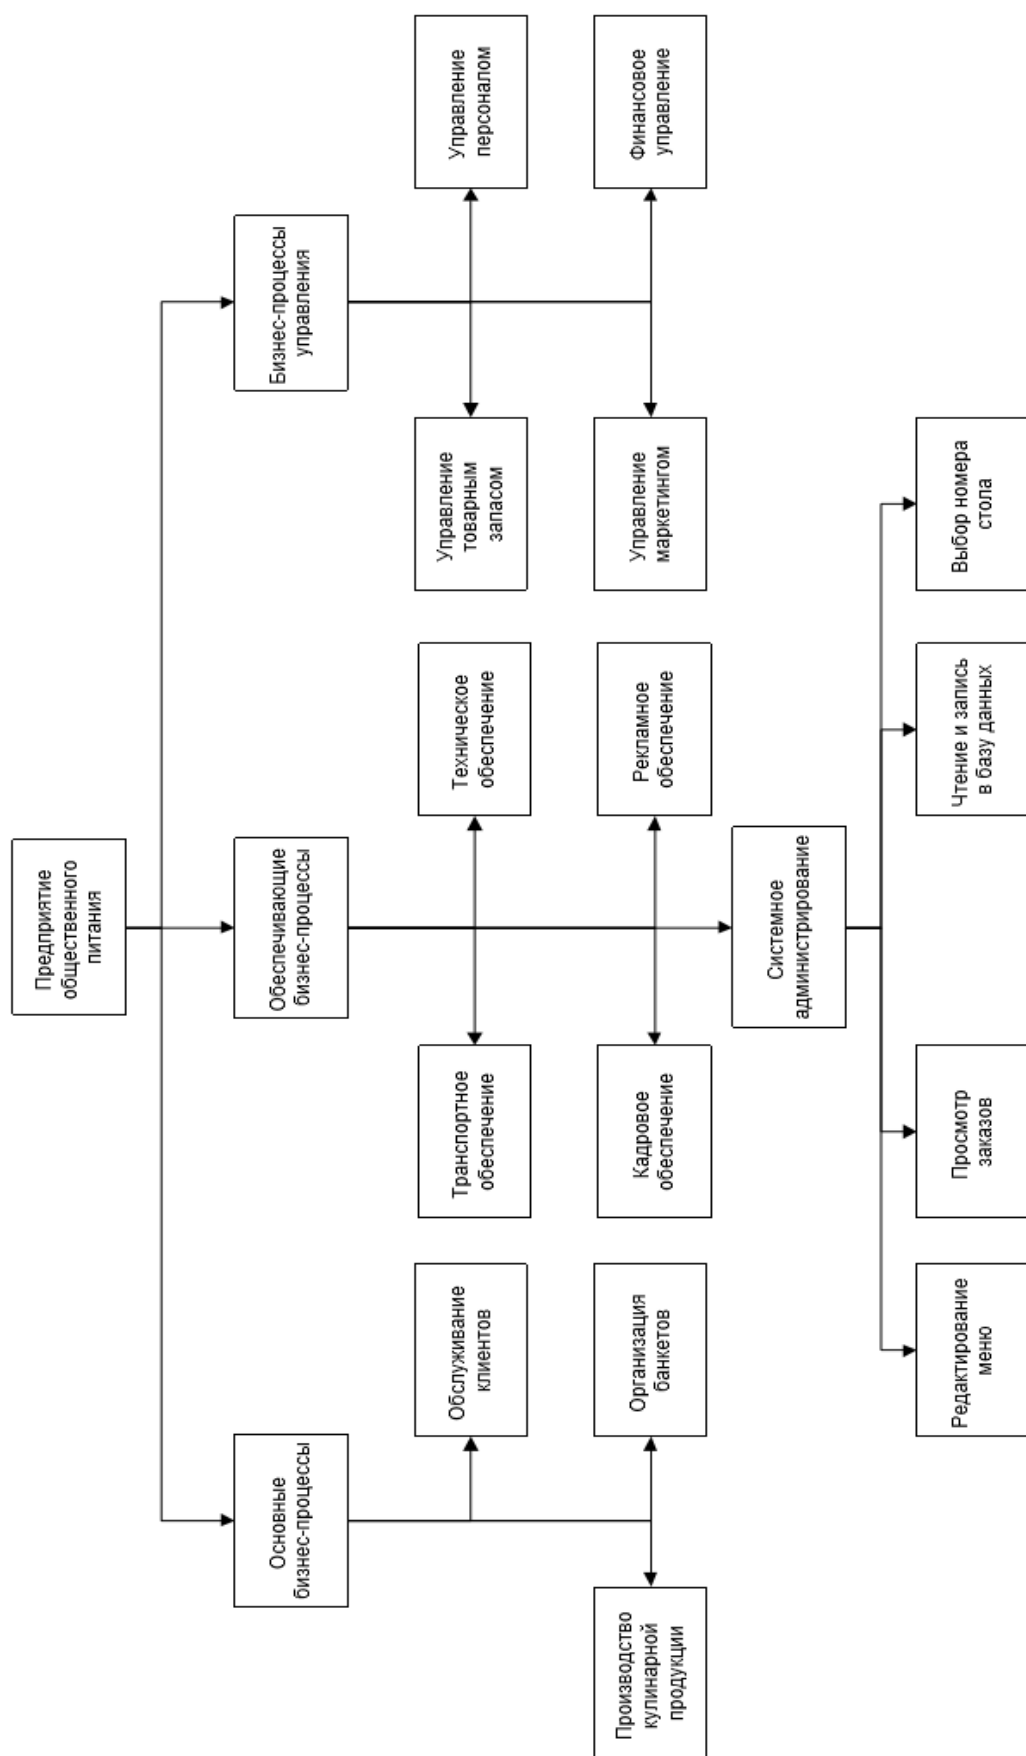 Предприятие
общественного
питания
Основные
бизнес-процессы
Обеспечивающие
бизнес-процессы
Бизнес-процессы
управления
Обслуживание
клиентов
Транспортное
обеспечение
Техническое
обеспечение
Управление
товарным
запасом
Управление
персоналом
Производство
кулинарной
продукции
Организация
банкетов
Кадровое
обеспечение
Рекламное
обеспечение
Управление
маркетингом
Финансовое
управление
Системное
администрирование
Редактирование
меню
Просмотр
заказов
Чтение и запись
в базу данных
Выбор номера
стола